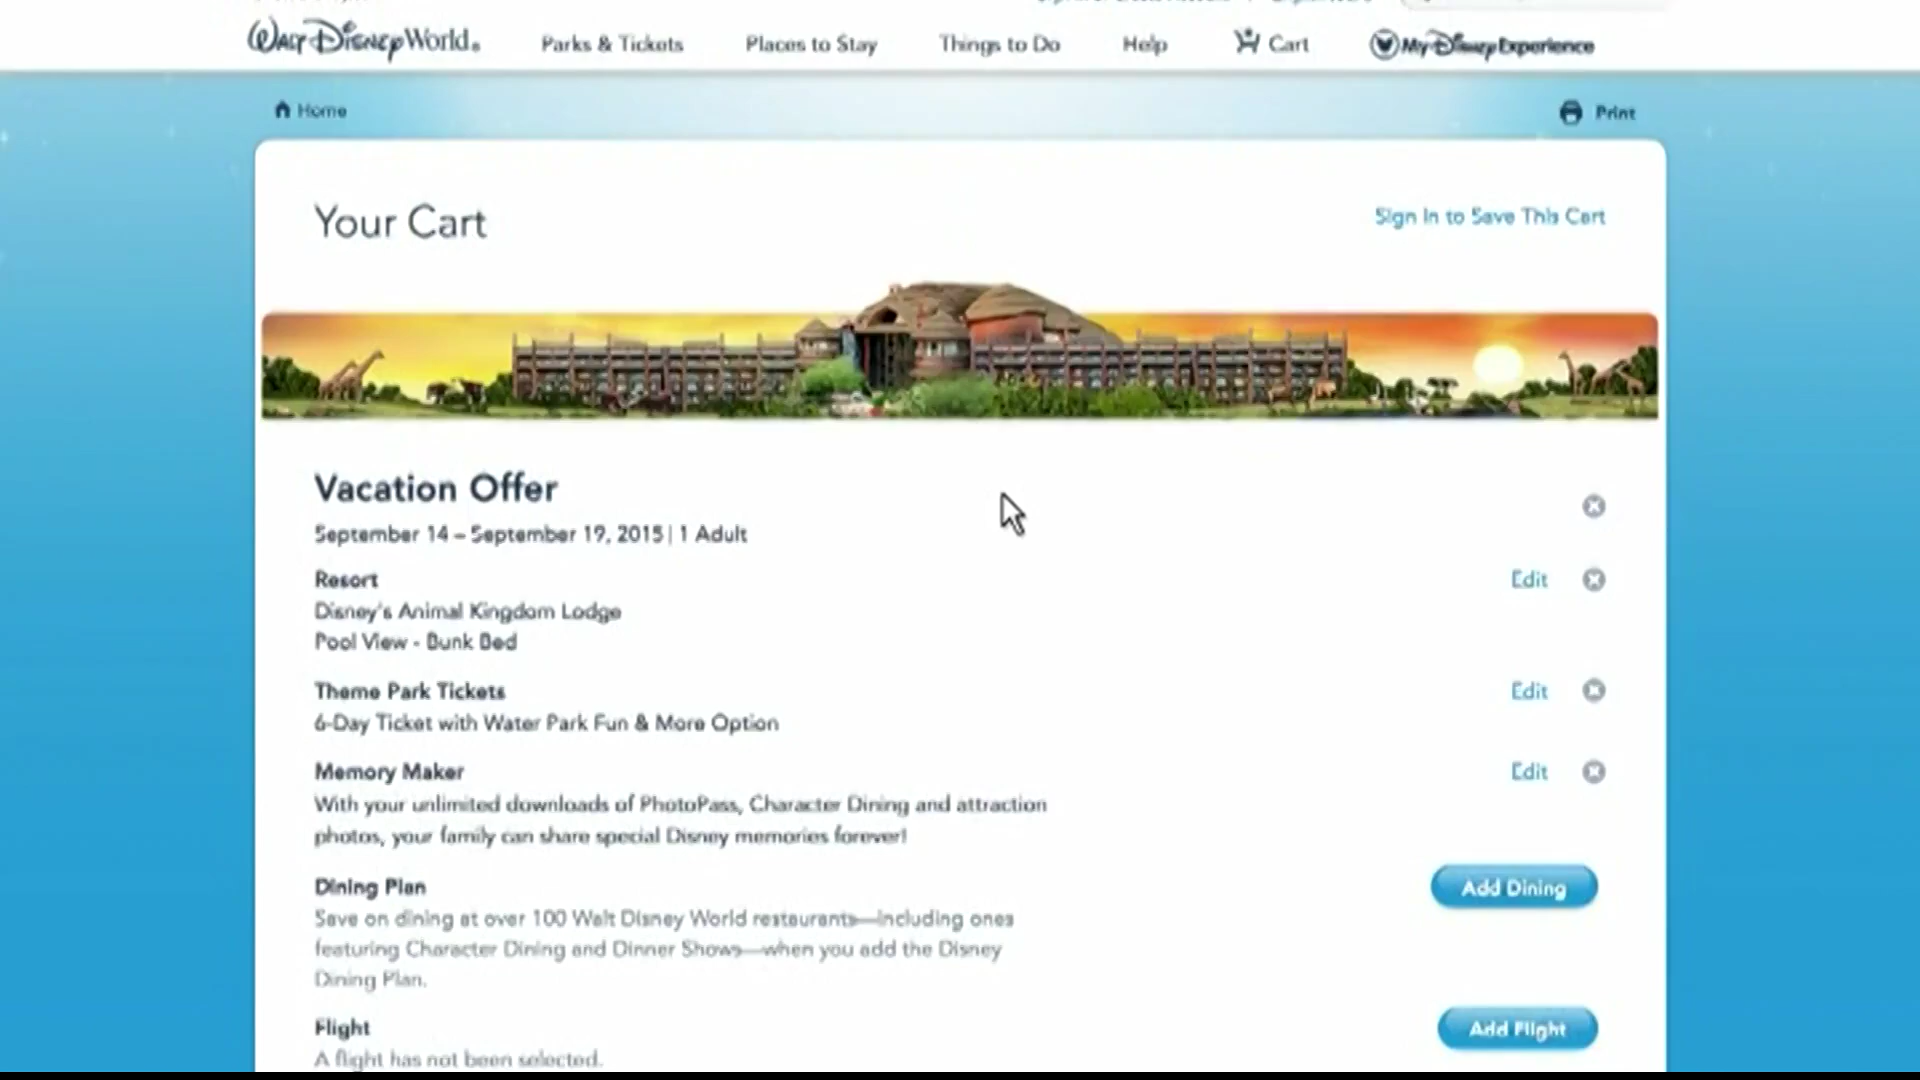 Walt Disney World. Parks & Tickets Places to Stay Things to Do Help Cart My Disney Experience
Home Print
Your Cart Sign In to Save This Cart
Vacation Offer
September 14 – September 19, 2015 | 1 Adult
Resort Edit
Disney's Animal Kingdom Lodge
Pool View - Bunk Bed
Theme Park Tickets Edit
6-Day Ticket with Water Park Fun & More Option
Memory Maker Edit
With your unlimited downloads of PhotoPass, Character Dining and attraction
photos, your family can share special Disney memories forever!
Dining Plan Add Dining
Save on dining at over 100 Walt Disney World restaurants—including ones
featuring Character Dining and Dinner Shows—when you add the Disney
Dining Plan.
Flight Add Flight
A flight has not been selected.